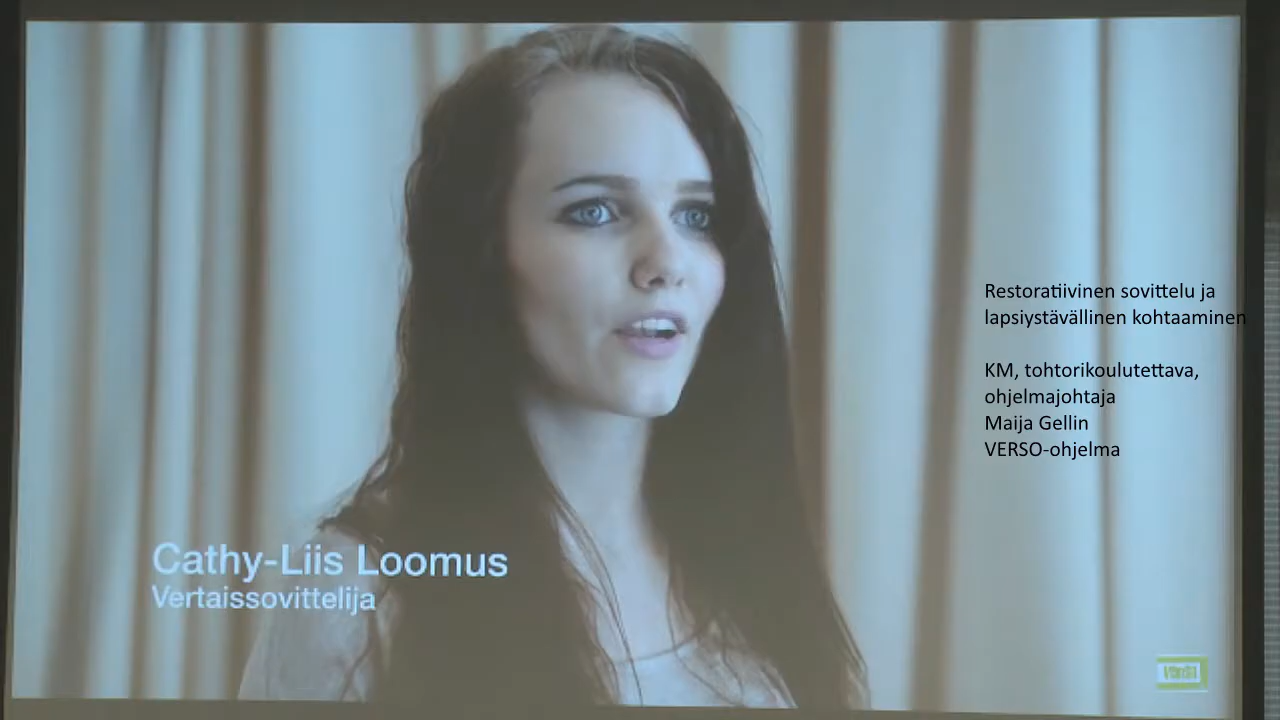 Restoratiivinen sovittelu ja
lapsiystävällinen kohtaaminen
KM, tohtorikoulutettava,
ohjelmajohtaja
Maija Gellin
VERSO-ohjelma
Cathy-Liis Loomus
Vertaissovittelija